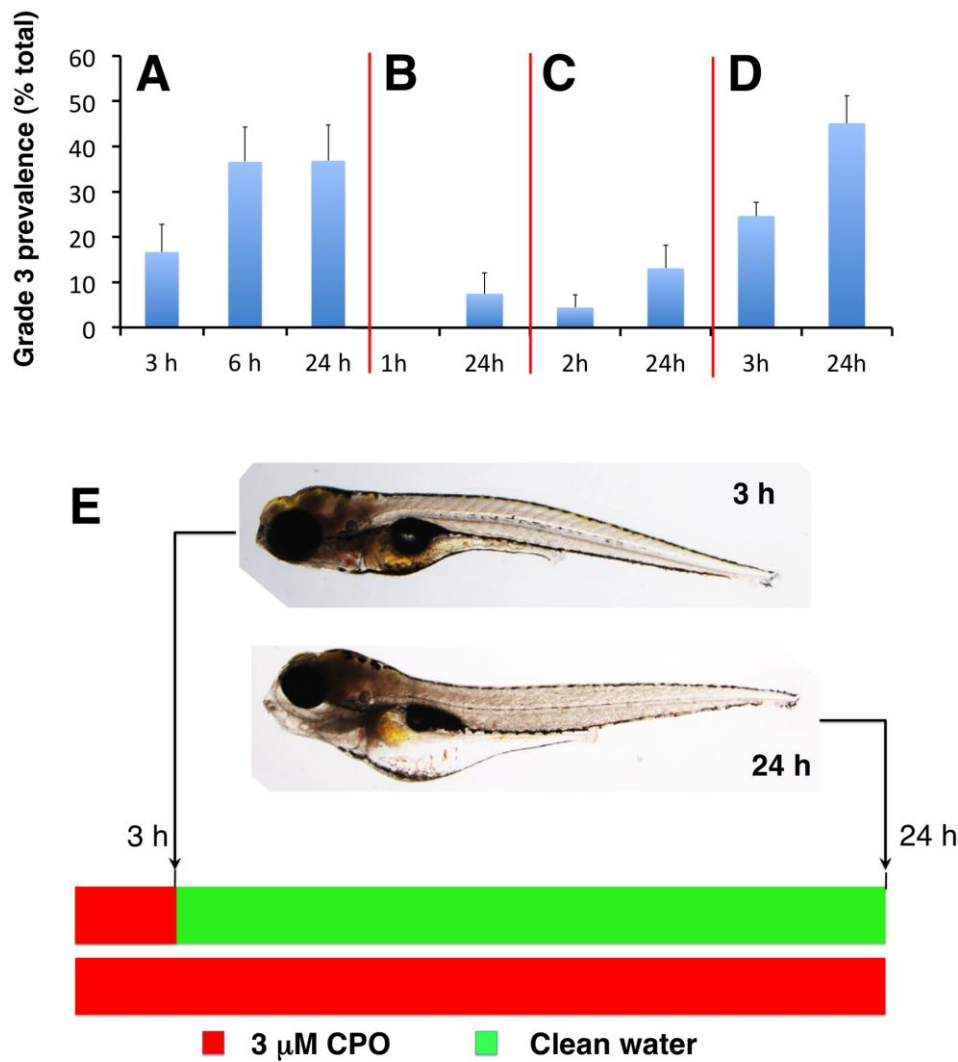 Grade 3 prevalence (% total)
60
50
40
30
20
10
0
A
B
C
D
3 h
6 h
24 h
1h
24h
2h
24h
3h
24h
E
3 h
24 h
3 h
24 h
3 μM CPO
Clean water